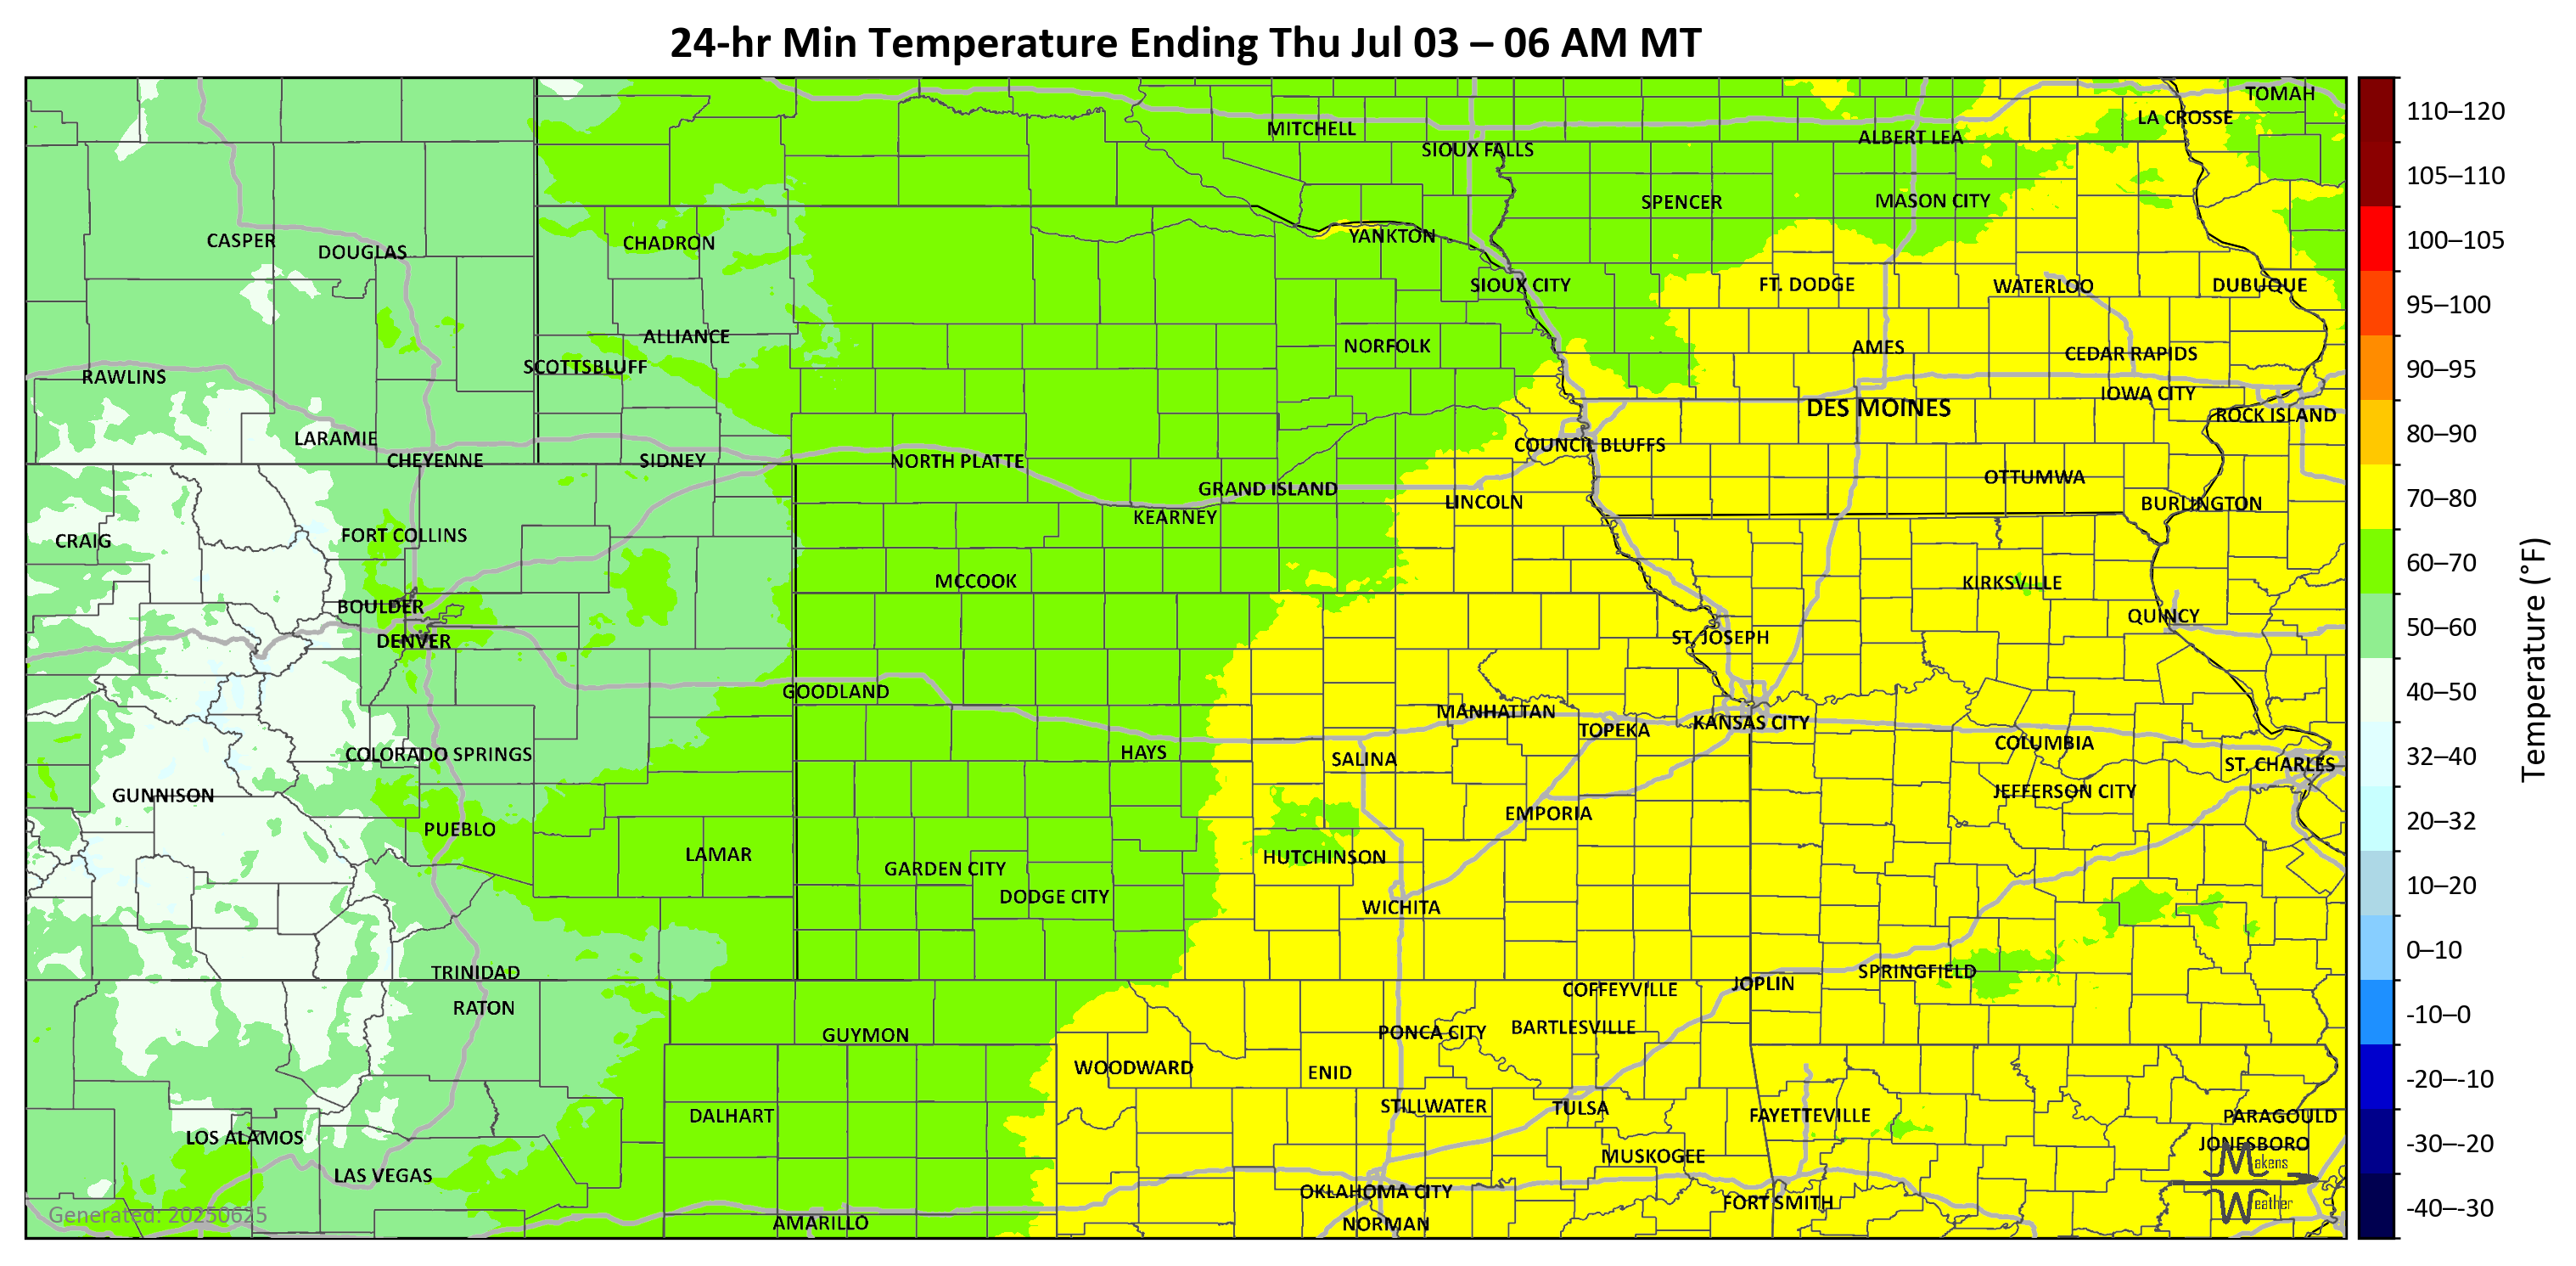 24-hr Min Temperature Ending Thu Jul 03 – 06 AM MT
TOMAH
LA CROSSE
MITCHELL
ALBERT LEA
SIOUX FALLS
SPENCER
MASON CITY
YANKTON
CASPER
DOUGLAS
CHADRON
SIOUX CITY
FT. DODGE
WATERLOO
DUBUQUE
ALLIANCE
NORFOLK
AMES
CEDAR RAPIDS
SCOTTSBLUFF
RAWLINS
IOWA CITY
DES MOINES
ROCK ISLAND
LARAMIE
COUNCIL BLUFFS
CHEYENNE
SIDNEY
NORTH PLATTE
OTTUMWA
GRAND ISLAND
LINCOLN
BURLINGTON
KEARNEY
FORT COLLINS
CRAIG
MCCOOK
KIRKSVILLE
BOULDER
QUINCY
DENVER
ST. JOSEPH
GOODLAND
MANHATTAN
KANSAS CITY
TOPEKA
COLUMBIA
HAYS
COLORADO SPRINGS
SALINA
ST. CHARLES
GUNNISON
JEFFERSON CITY
EMPORIA
PUEBLO
LAMAR
HUTCHINSON
GARDEN CITY
DODGE CITY
WICHITA
TRINIDAD
SPRINGFIELD
JOPLIN
COFFEYVILLE
RATON
BARTLESVILLE
PONCA CITY
GUYMON
WOODWARD
ENID
STILLWATER
TULSA
DALHART
FAYETTEVILLE
PARAGOULD
LOS ALAMOS
JONESBORO
MUSKOGEE
LAS VEGAS
OKLAHOMA CITY
FORT SMITH
AMARILLO
NORMAN
Generated: 20250625
Makens
Weather
110–120
105–110
100–105
95–100
90–95
80–90
70–80
60–70
50–60
40–50
32–40
20–32
10–20
0–10
-10–0
-20–-10
-30–-20
-40–-30
Temperature (°F)